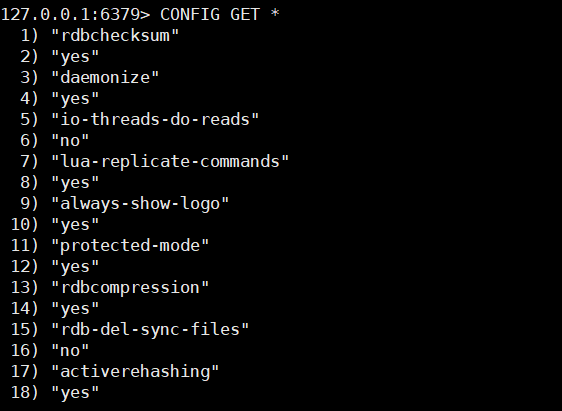 127.0.0.1:6379> CONFIG GET *
1) "rdbchecksum"
2) "yes"
3) "daemonize"
4) "yes"
5) "io-threads-do-reads"
6) "no"
7) "lua-replicate-commands"
8) "yes"
9) "always-show-logo"
10) "yes"
11) "protected-mode"
12) "yes"
13) "rdbcompression"
14) "yes"
15) "rdb-del-sync-files"
16) "no"
17) "activerehashing"
18) "yes"